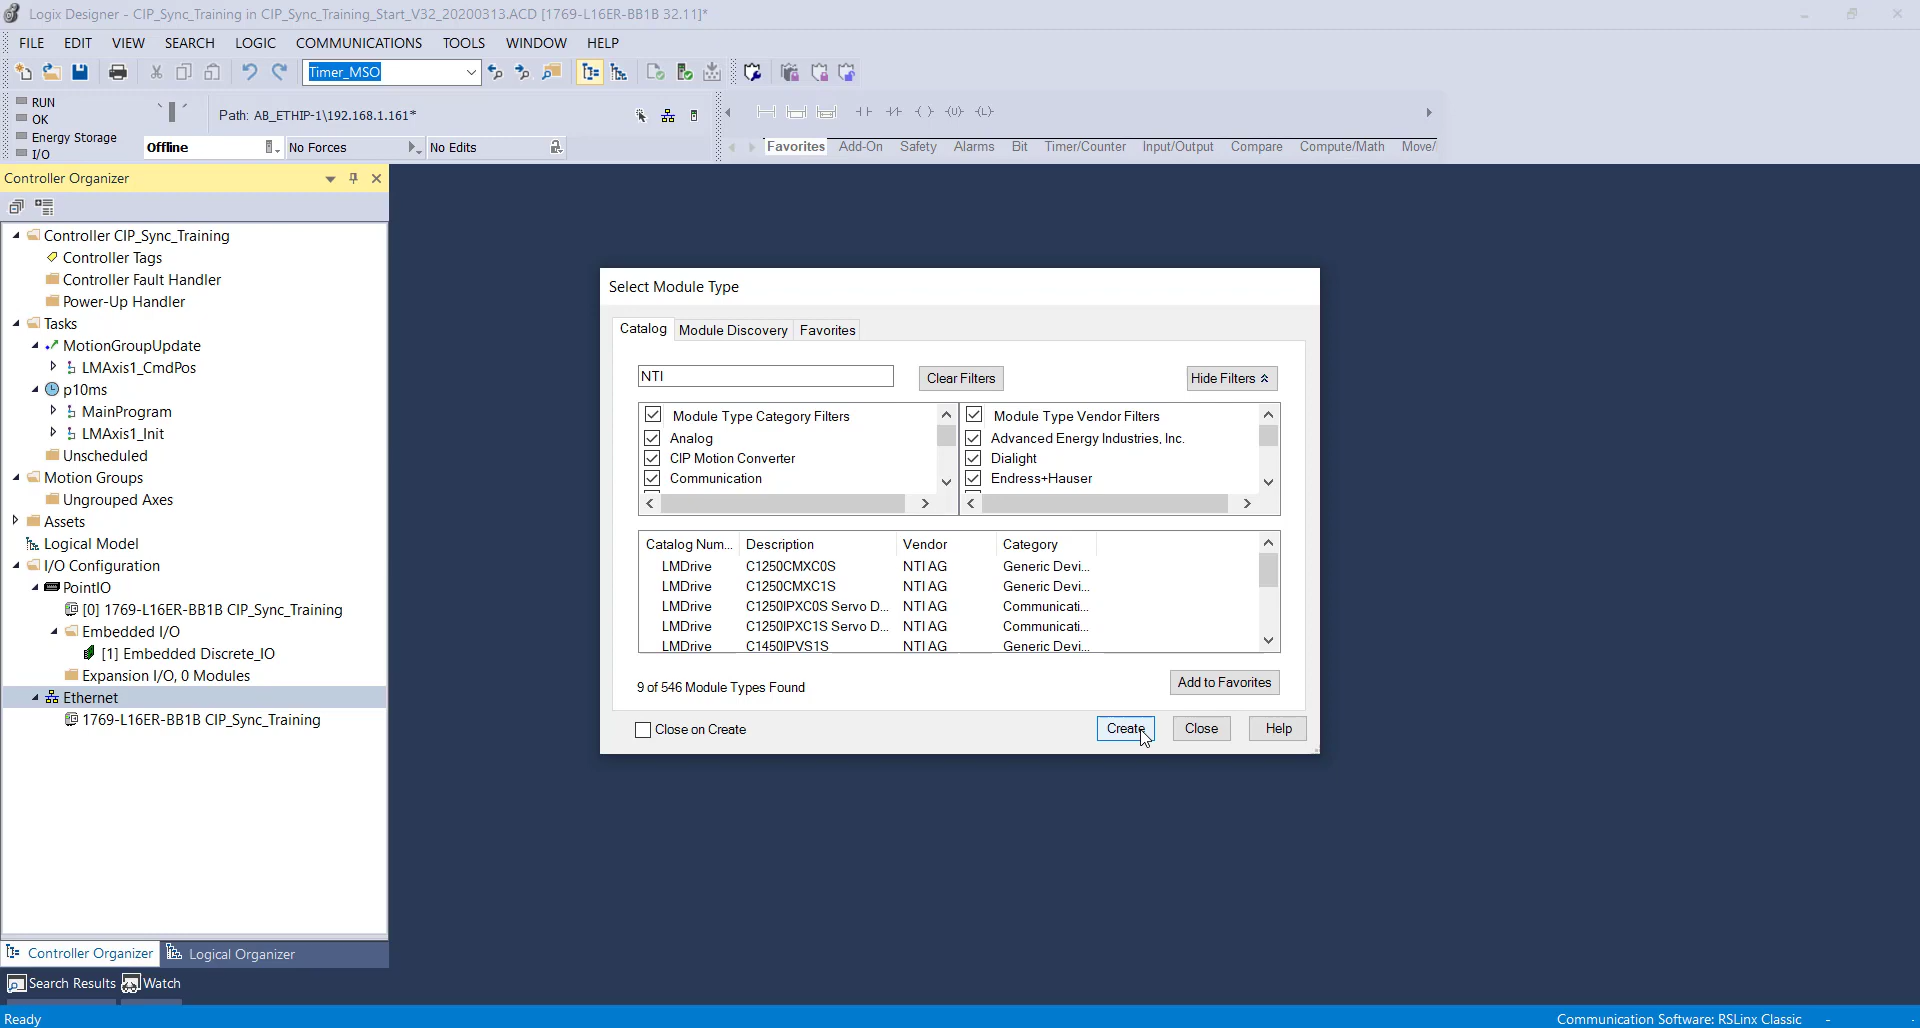 Logix Designer - CIP_Sync_Training in CIP_Sync_Training_Start_V32_20200313.ACD [1769-L16ER-BB1B 32.11]*
FILE EDIT VIEW SEARCH LOGIC COMMUNICATIONS TOOLS WINDOW HELP
Timer_MSO
RUN
OK
Energy Storage
I/O
Path: AB_ETHIP-1\192.168.1.161*
Offline No Forces No Edits
Favorites Add-On Safety Alarms Bit Timer/Counter Input/Output Compare Compute/Math Move/
Controller Organizer
Controller CIP_Sync_Training
Controller Tags
Controller Fault Handler
Power-Up Handler
Tasks
MotionGroupUpdate
LMAxis1_CmdPos
p10ms
MainProgram
LMAxis1_Init
Unscheduled
Motion Groups
Ungrouped Axes
Assets
Logical Model
I/O Configuration
PointIO
[0] 1769-L16ER-BB1B CIP_Sync_Training
Embedded I/O
[1] Embedded Discrete_IO
Expansion I/O, 0 Modules
Ethernet
1769-L16ER-BB1B CIP_Sync_Training
Controller Organizer Logical Organizer
Search Results Watch
Select Module Type
Catalog Module Discovery Favorites
NTI
Clear Filters Hide Filters
Module Type Category Filters
Analog
CIP Motion Converter
Communication
Module Type Vendor Filters
Advanced Energy Industries, Inc.
Dialight
Endress+Hauser
Catalog Num... Description Vendor Category
LMDrive C1250CMXC0S NTI AG Generic Devi...
LMDrive C1250CMXC1S NTI AG Generic Devi...
LMDrive C1250IPXC0S Servo D... NTI AG Communicati...
LMDrive C1250IPXC1S Servo D... NTI AG Communicati...
LMDrive C1450IPVS1S NTI AG Generic Devi...
9 of 546 Module Types Found
Add to Favorites
Close on Create
Create Close Help
Ready
Communication Software: RSLinx Classic